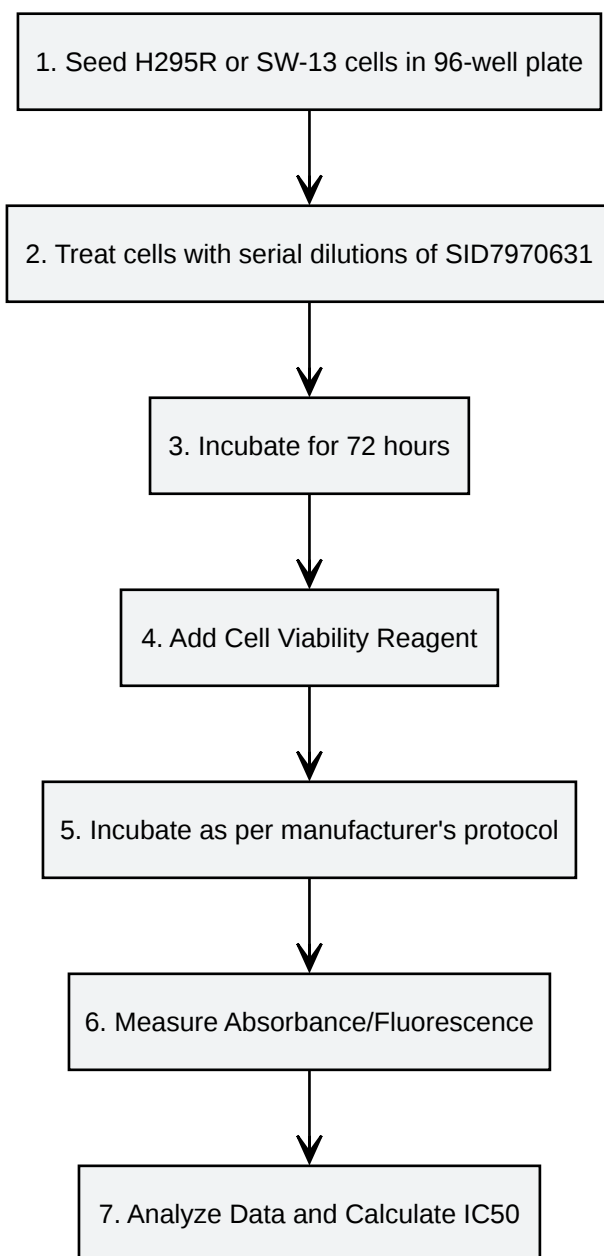 1. Seed H295R or SW-13 cells in 96-well plate
2. Treat cells with serial dilutions of SID7970631
3. Incubate for 72 hours
4. Add Cell Viability Reagent
5. Incubate as per manufacturer's protocol
6. Measure Absorbance/Fluorescence
7. Analyze Data and Calculate IC50